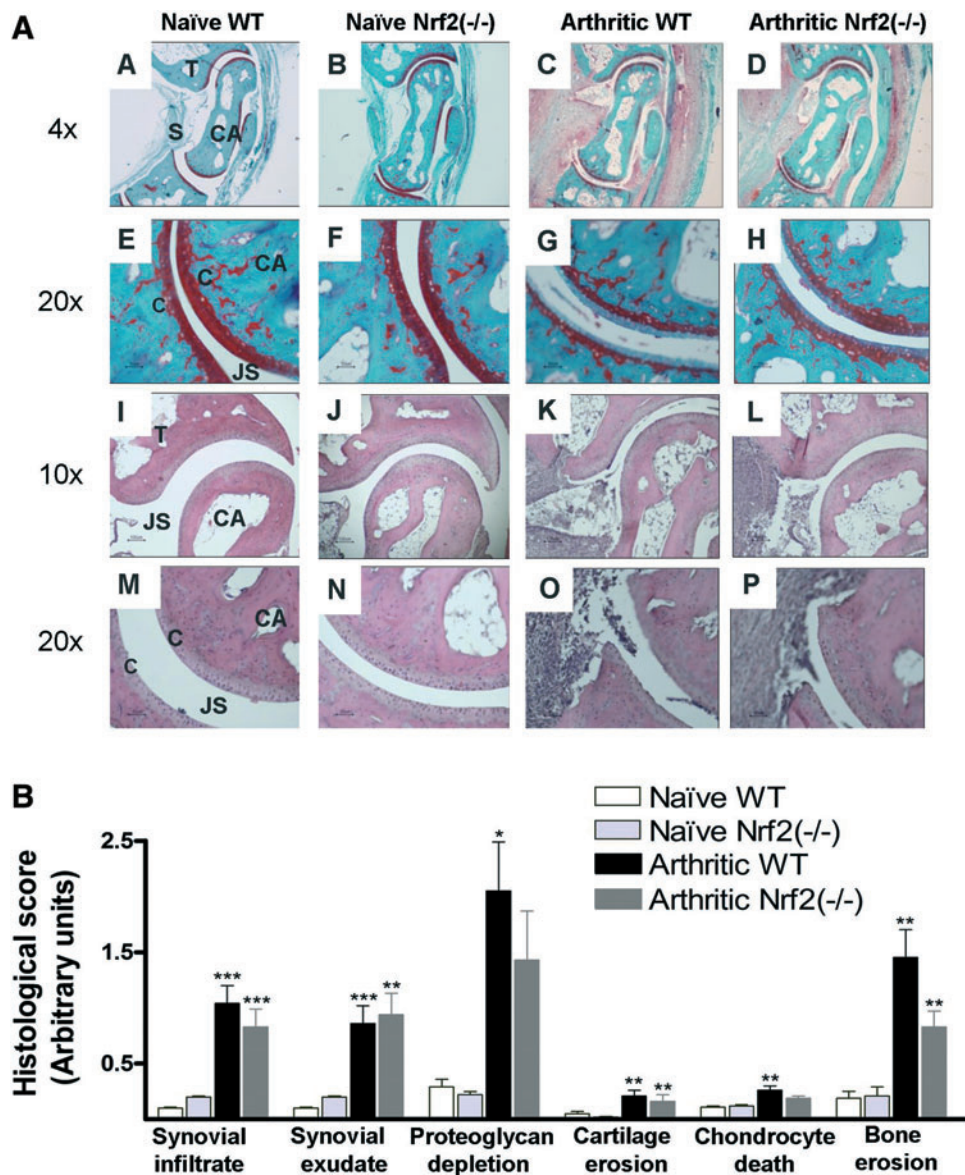 A
Naïve WT Naïve Nrf2(-/-) Arthritic WT Arthritic Nrf2(-/-)
4x
A T S CA B C D
20x
E C C CA JS F G H
10x
I T JS CA J K L
20x
M C C CA JS N O P
B
Histological score
(Arbitrary units)
2.5
1.5
0.5
Naïve WT
Naïve Nrf2(-/-)
Arthritic WT
Arthritic Nrf2(-/-)
*** *** *** ** * ** ** ** ** **
Synovial infiltrate
Synovial exudate
Proteoglycan depletion
Cartilage erosion
Chondrocyte death
Bone erosion